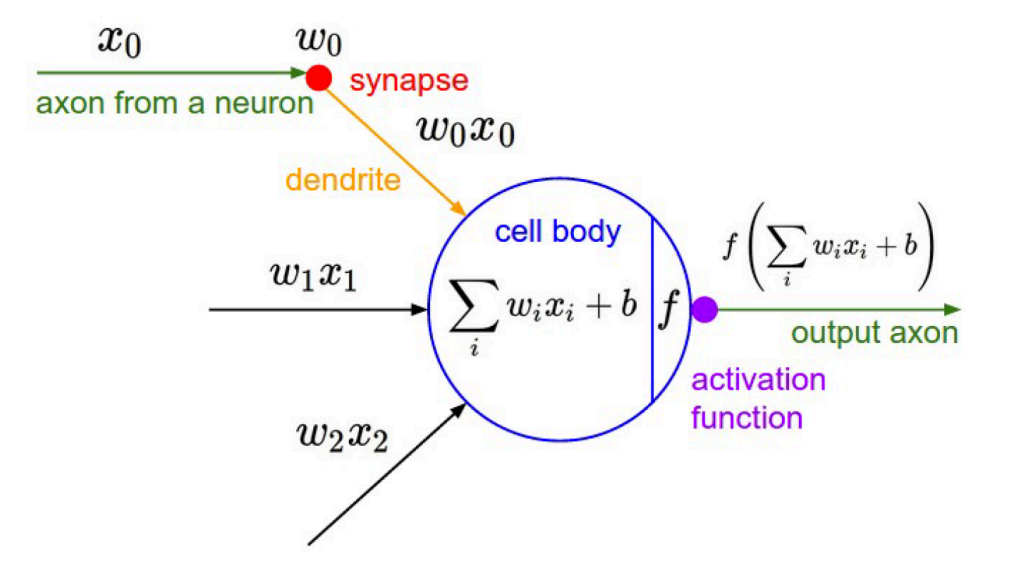 x₀
w₀
synapse
axon from a neuron
w₀x₀
dendrite
cell body
f(∑ᵢ wᵢxᵢ + b)
w₁x₁
∑ᵢ wᵢxᵢ + b
f
output axon
activation
function
w₂x₂